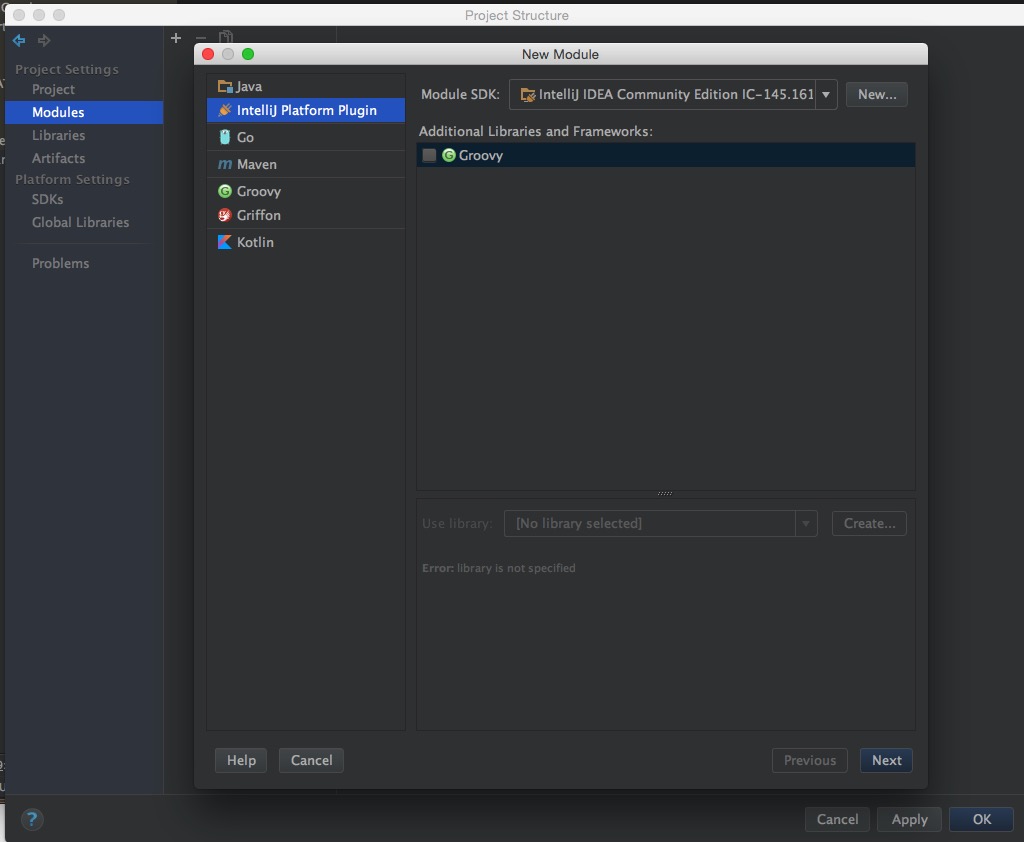 Project Structure
Project Settings
Project
Modules
Libraries
Artifacts
Platform Settings
SDKs
Global Libraries
Problems
New Module
Java
IntelliJ Platform Plugin
Go
Maven
Groovy
Griffon
Kotlin
Module SDK: IntelliJ IDEA Community Edition IC-145.161 New...
Additional Libraries and Frameworks:
Groovy
Use library: [No library selected] Create...
Error: library is not specified
Help Cancel Previous Next
? Cancel Apply OK